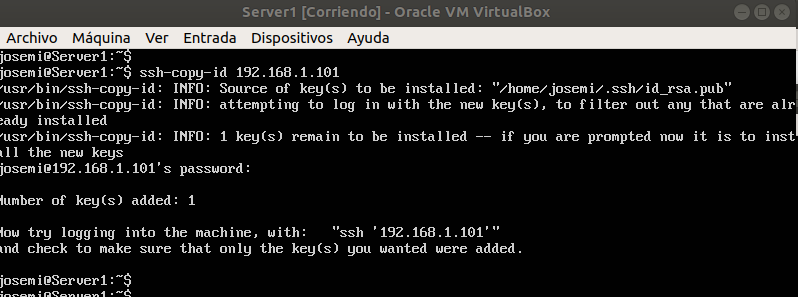 Server1 [Corriendo] - Oracle VM VirtualBox
Archivo Máquina Ver Entrada Dispositivos Ayuda
josemi@Server1:~$
josemi@Server1:~$ ssh-copy-id 192.168.1.101
/usr/bin/ssh-copy-id: INFO: Source of key(s) to be installed: "/home/josemi/.ssh/id_rsa.pub"
/usr/bin/ssh-copy-id: INFO: attempting to log in with the new key(s), to filter out any that are alr
eady installed
/usr/bin/ssh-copy-id: INFO: 1 key(s) remain to be installed -- if you are prompted now it is to inst
all the new keys
josemi@192.168.1.101's password:
Number of key(s) added: 1
Now try logging into the machine, with:   "ssh '192.168.1.101'"
and check to make sure that only the key(s) you wanted were added.
josemi@Server1:~$
josemi@Server1:~$